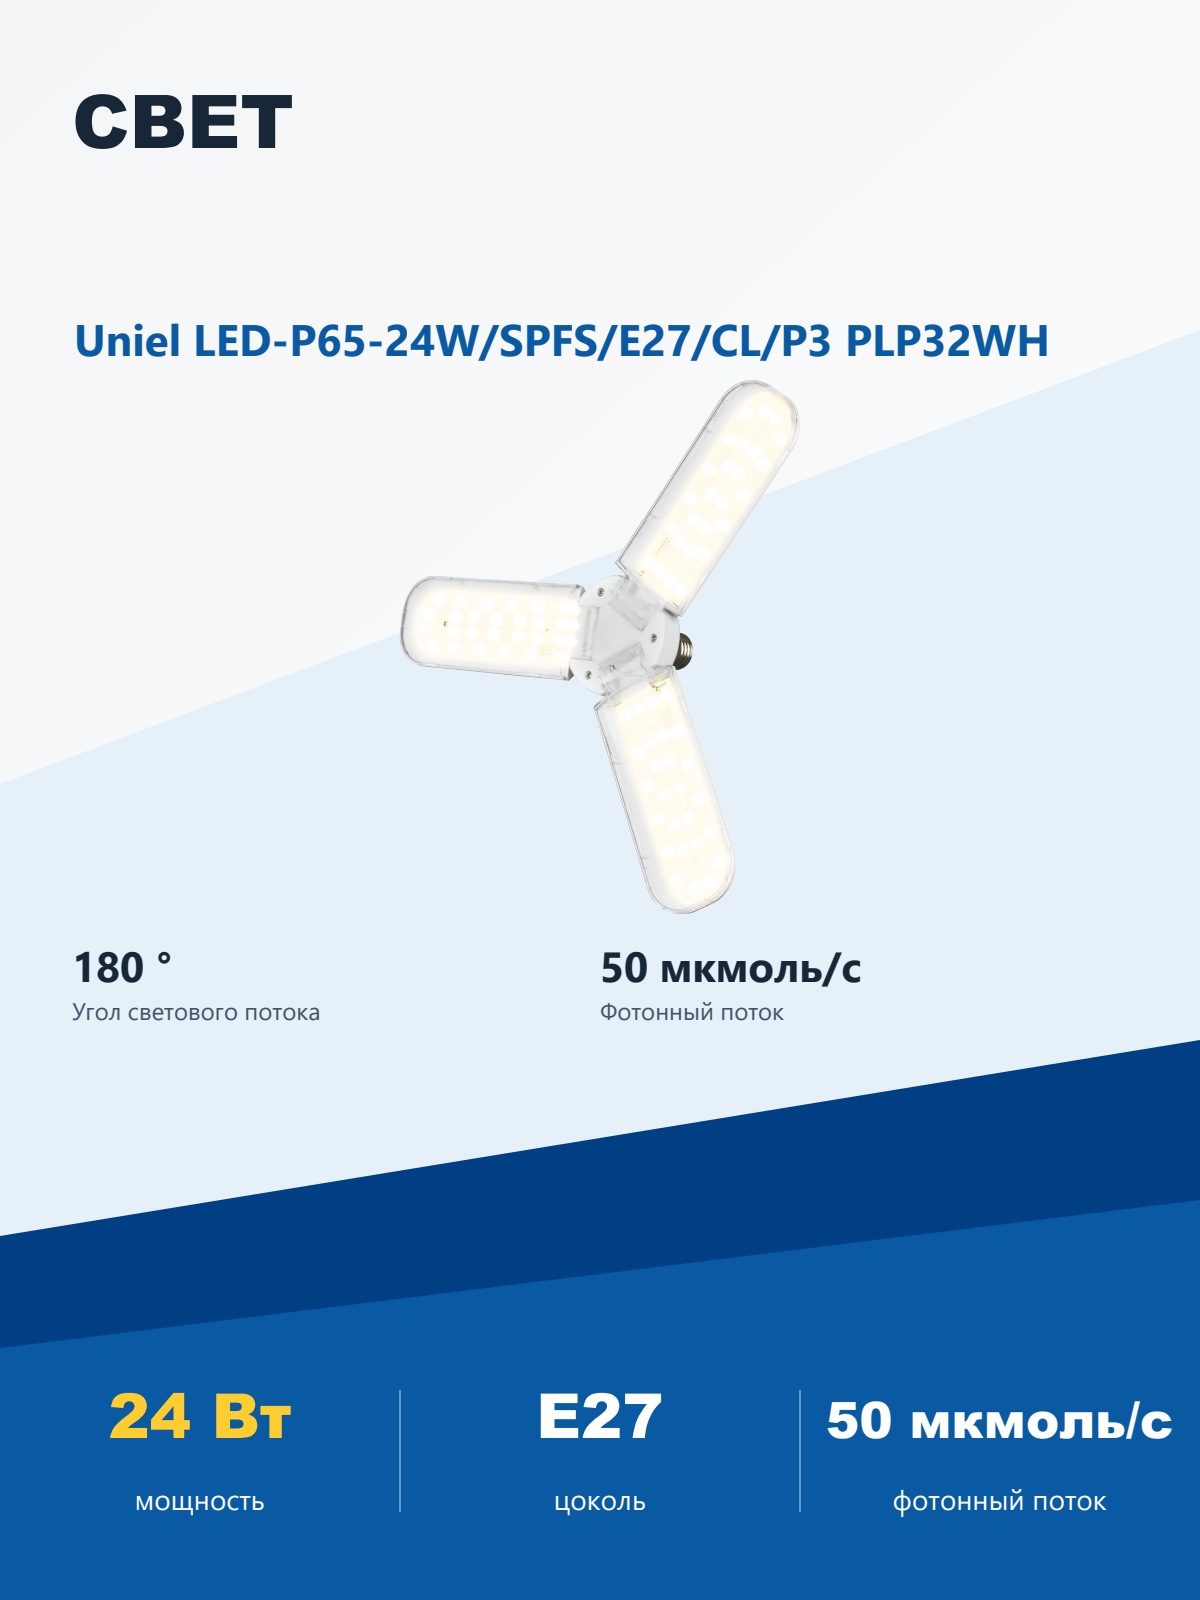 СВЕТ
Uniel LED-P65-24W/SPFS/E27/CL/P3 PLP32WH
180 °
Угол светового потока
50 мкмоль/с
Фотонный поток
24 Вт
мощность
E27
цоколь
50 мкмоль/с
фотонный поток